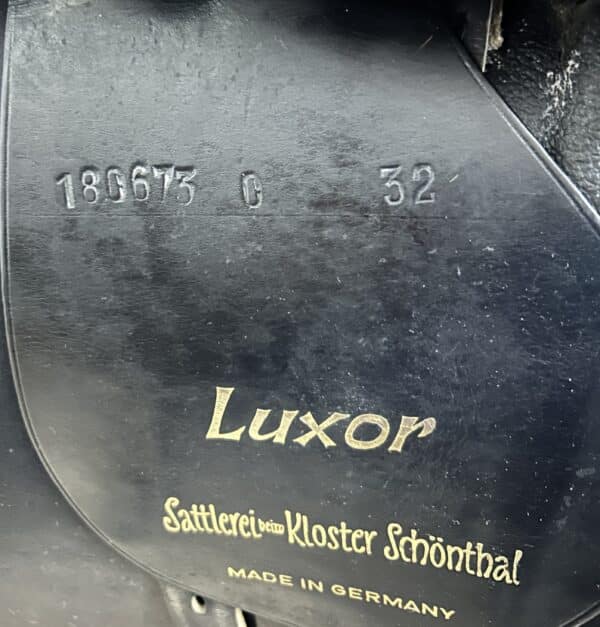 180673 0 32
Luxor
Sattlerei beim Kloster Schönthal
MADE IN GERMANY